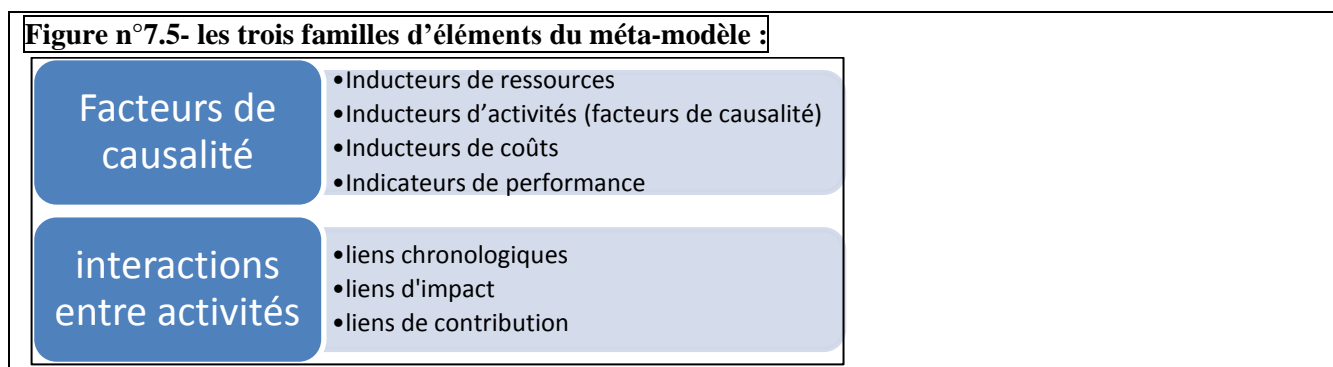 Figure n°7.5- les trois familles d’éléments du méta-modèle :
Facteurs de
causalité
•Inducteurs de ressources
•Inducteurs d’activités (facteurs de causalité)
•Inducteurs de coûts
•Indicateurs de performance
interactions
entre activités
•liens chronologiques
•liens d'impact
•liens de contribution